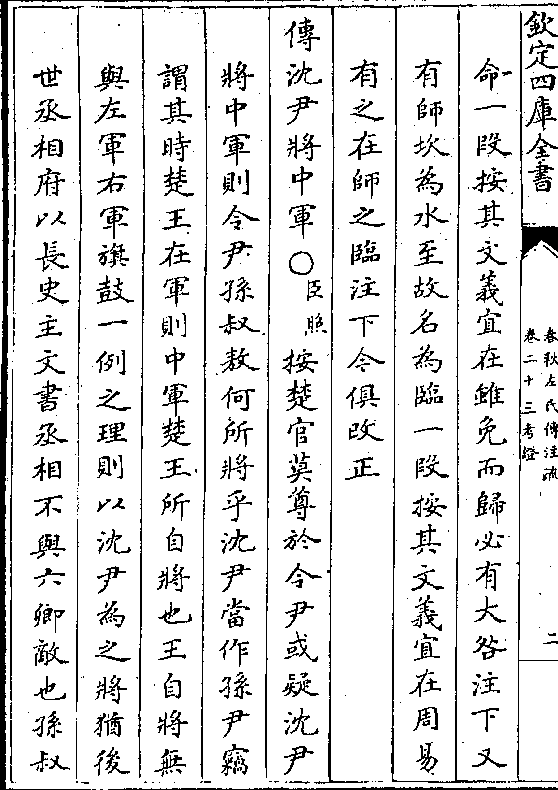 欽定四庫全書
春秋左氏傳注疏
卷二十三考證
二
命一段按其文義宜在雖免而歸必有大咎注下又
有師坎為水至故名為臨一段按其文義宜在周易
有之在師之臨注下今俱改正
傳沈尹將中軍○臣照按楚官莫尊於令尹或疑沈尹
將中軍則令尹孫叔敖何所將乎沈尹當作孫尹竊
謂其時楚王在軍則中軍楚王所自將也王自將無
與左軍右軍旗鼓一例之理則以沈尹為之將猶後
世丞相府以長史主文書丞相不與六卿敵也孫叔